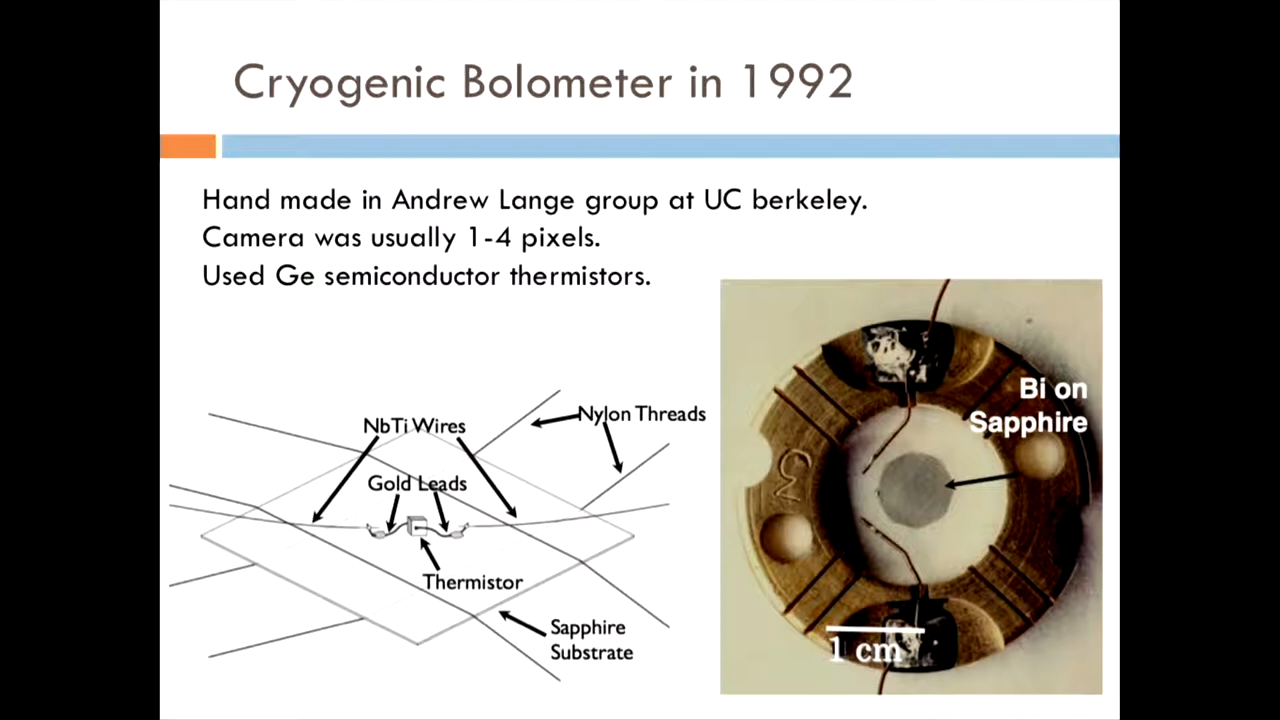 Cryogenic Bolometer in 1992
Hand made in Andrew Lange group at UC berkeley.
Camera was usually 1-4 pixels.
Used Ge semiconductor thermistors.
Nylon Threads
NbTi Wires
Gold Leads
Thermistor
Sapphire
Substrate
Bi on
Sapphire
3
1 cm